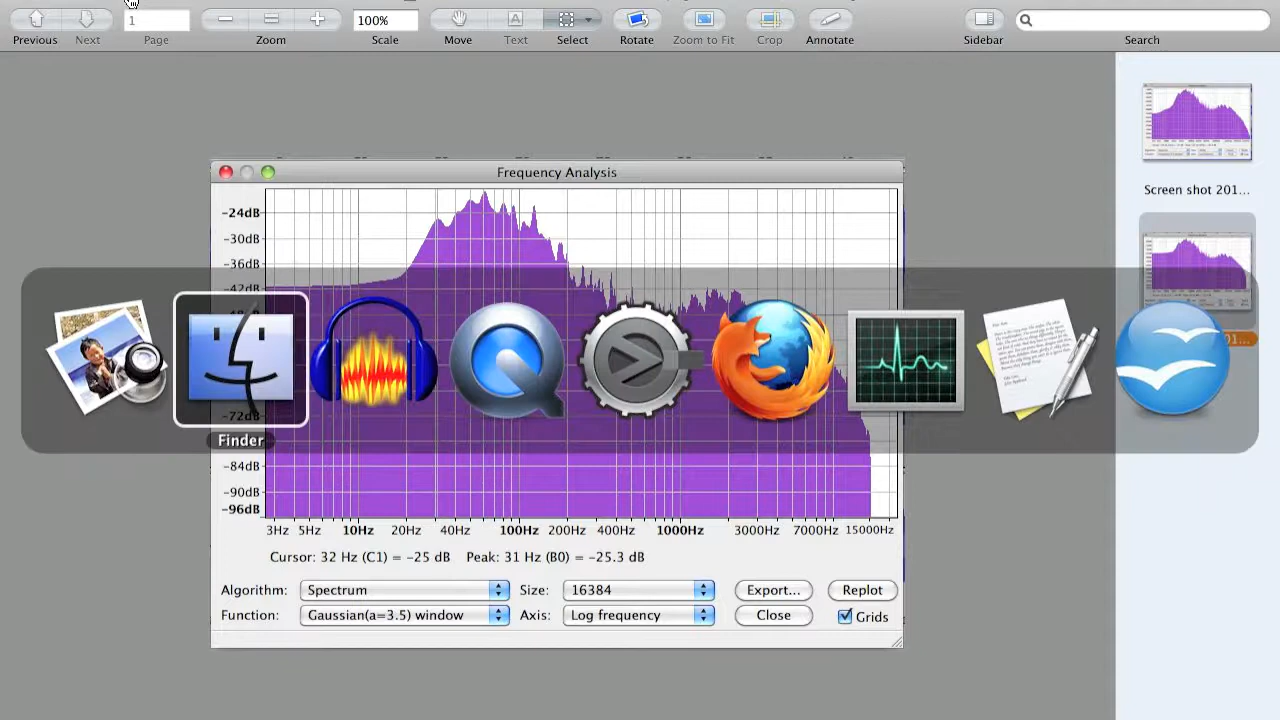 1
100%
Previous
Next
Page
Zoom
Scale
Move
Text
Select
Rotate
Zoom to Fit
Crop
Annotate
Sidebar
Search
Frequency Analysis
Screen shot 201...
-24dB
-30dB
-36dB
-42dB
Finder
-72dB
-84dB
-90dB
-96dB
3Hz 5Hz 10Hz 20Hz 40Hz 100Hz 200Hz 400Hz 1000Hz 3000Hz 7000Hz 15000Hz
Cursor: 32 Hz (C1) = -25 dB Peak: 31 Hz (B0) = -25.3 dB
Algorithm: Spectrum Size: 16384 Export... Replot
Function: Gaussian(a=3.5) window Axis: Log frequency Close Grids